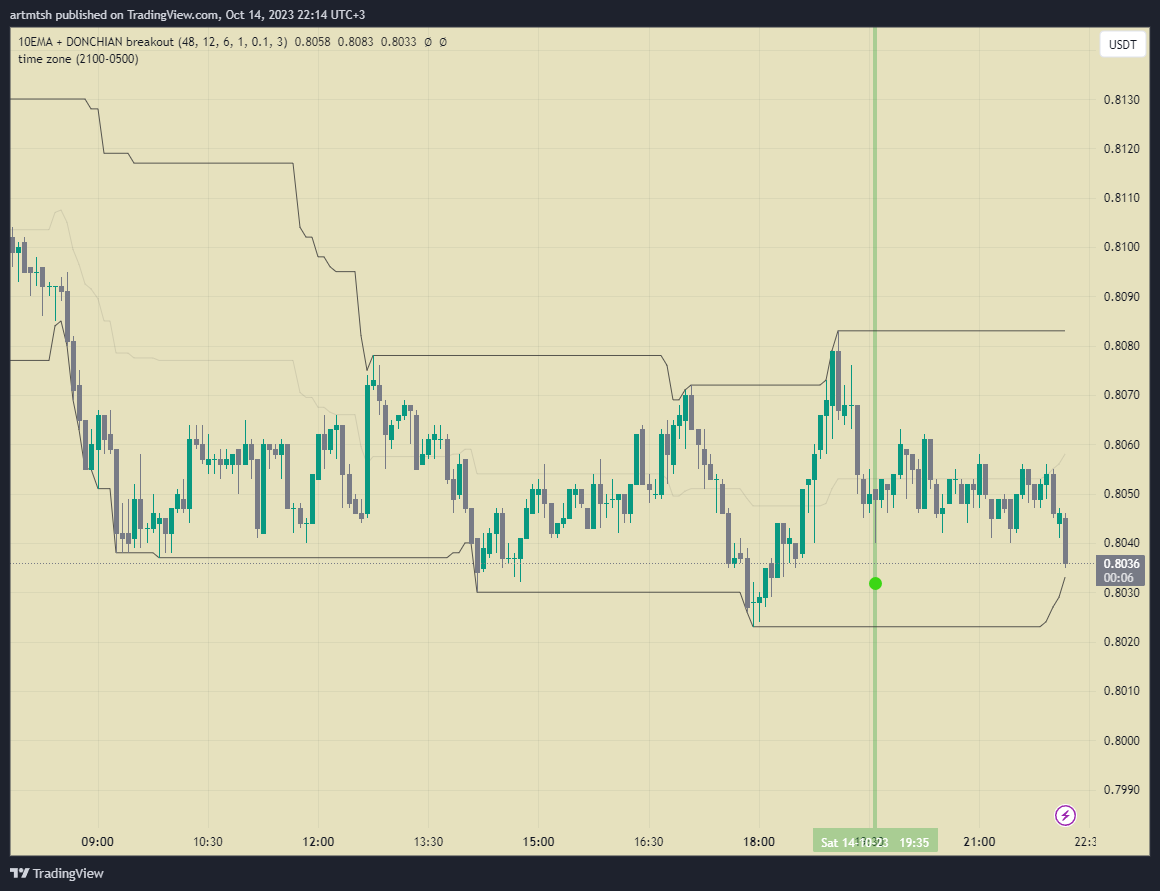 artmtsh published on TradingView.com, Oct 14, 2023 22:14 UTC+3
10EMA + DONCHIAN breakout (48, 12, 6, 1, 0.1, 3) 0.8058 0.8083 0.8033 Ø Ø
USDT
time zone (2100-0500)
0.8130
0.8120
0.8110
0.8100
0.8090
0.8080
0.8070
0.8060
0.8050
0.8040
0.8036
00:06
0.8030
0.8020
0.8010
0.8000
0.7990
09:00 10:30 12:00 13:30 15:00 16:30 18:00 Sat 14 19:35 21:00 22:3
TradingView